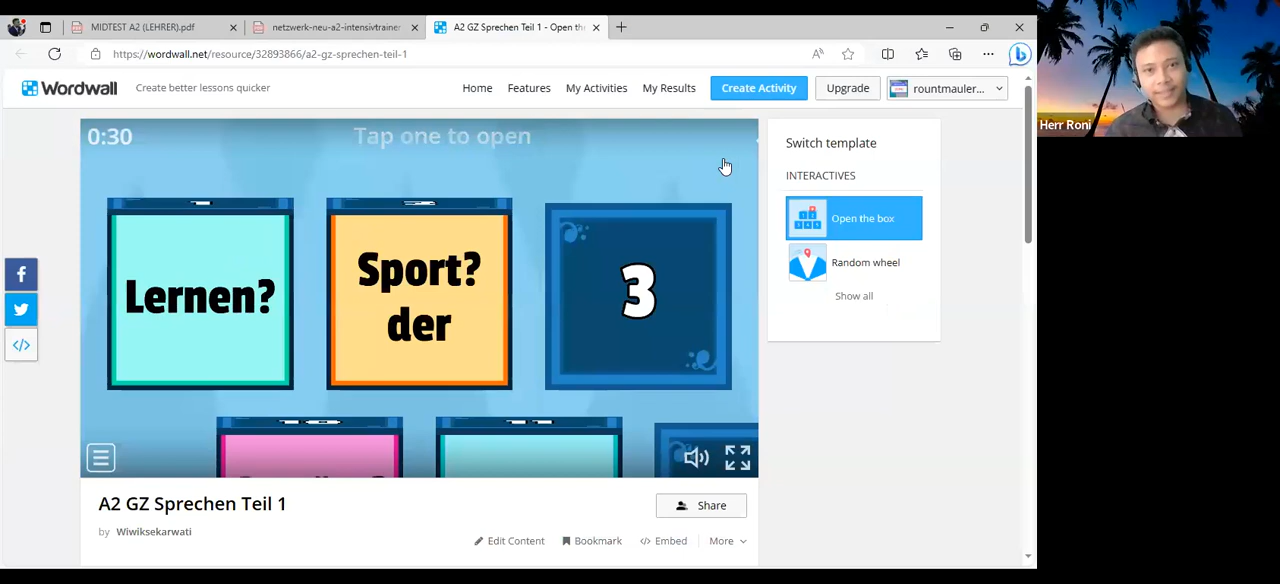 MIDTEST A2 (LEHRER).pdf
netzwerk-neu-a2-intensivtrainer
A2 GZ Sprechen Teil 1 - Open th
https://wordwall.net/resource/32893866/a2-gz-sprechen-teil-1
Wordwall
Create better lessons quicker
Home
Features
My Activities
My Results
Create Activity
Upgrade
rountmauler...
Herr Roni
0:30
Tap one to open
Switch template
INTERACTIVES
Open the box
Random wheel
Show all
Lernen?
Sport?
der
3
A2 GZ Sprechen Teil 1
Share
by Wiwiksekarwati
Edit Content
Bookmark
Embed
More